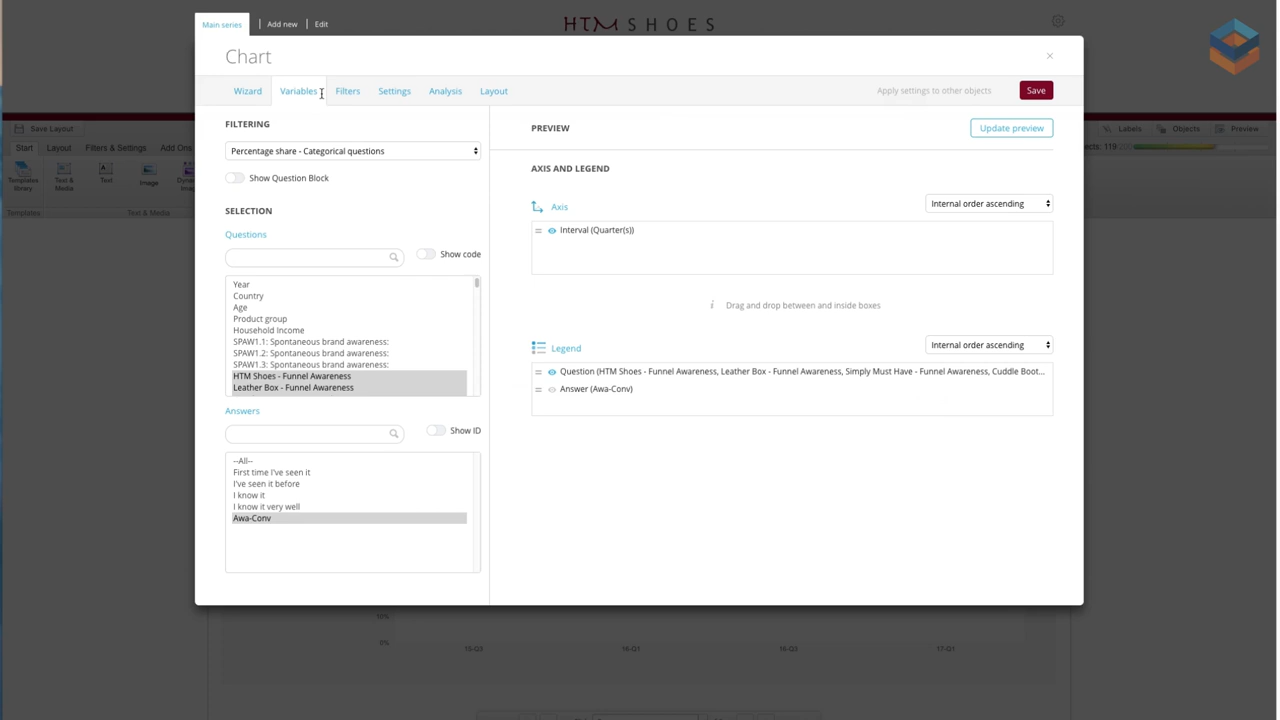 Main series
Add new
Edit
HTM SHOES
Chart
×
Wizard
Variables
Filters
Settings
Analysis
Layout
Apply settings to other objects
Save
Save Layout
Labels
Objects
Preview
Start
Layout
Filters & Settings
Add Ons
ects: 119
Templates library
Text & Media
Text
Image
Templates
Text & Media
FILTERING
Percentage share - Categorical questions
Show Question Block
SELECTION
Questions
Show code
Year
Country
Age
Product group
Household Income
SPAW1.1: Spontaneous brand awareness:
SPAW1.2: Spontaneous brand awareness:
SPAW1.3: Spontaneous brand awareness:
HTM Shoes - Funnel Awareness
Leather Box - Funnel Awareness
Answers
Show ID
--All--
First time I've seen it
I've seen it before
I know it
I know it very well
Awa-Conv
PREVIEW
Update preview
AXIS AND LEGEND
Axis
Internal order ascending
Interval (Quarter(s))
i Drag and drop between and inside boxes
Legend
Internal order ascending
Question (HTM Shoes - Funnel Awareness, Leather Box - Funnel Awareness, Simply Must Have - Funnel Awareness, Cuddle Boot...
Answer (Awa-Conv)
10%
0%
15-Q3
16-Q1
16-Q3
17-Q1